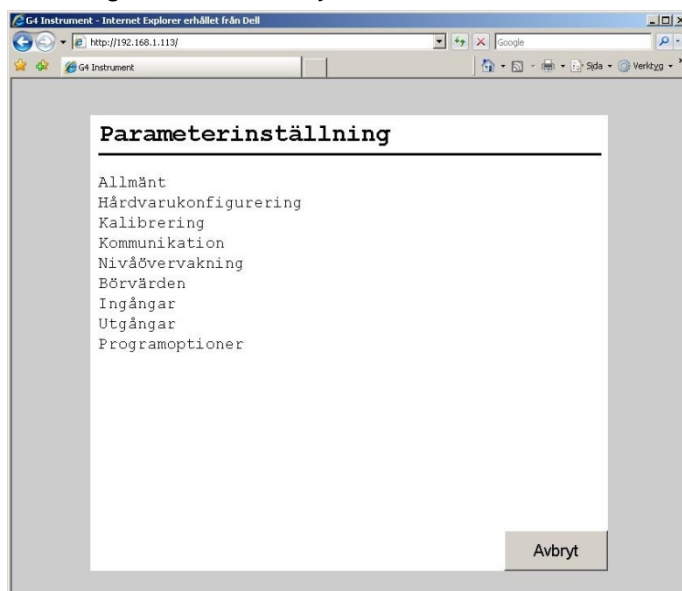 G4 Instrument - Internet Explorer erhållet från Dell
http://192.168.1.113/
Google
G4 Instrument
Sida
Verktyg
Parameterinställning
Allmänt
Hårdvarukonfigurering
Kalibrering
Kommunikation
Nivåövervakning
Börvärden
Ingångar
Utgångar
Programoptioner
Avbryt